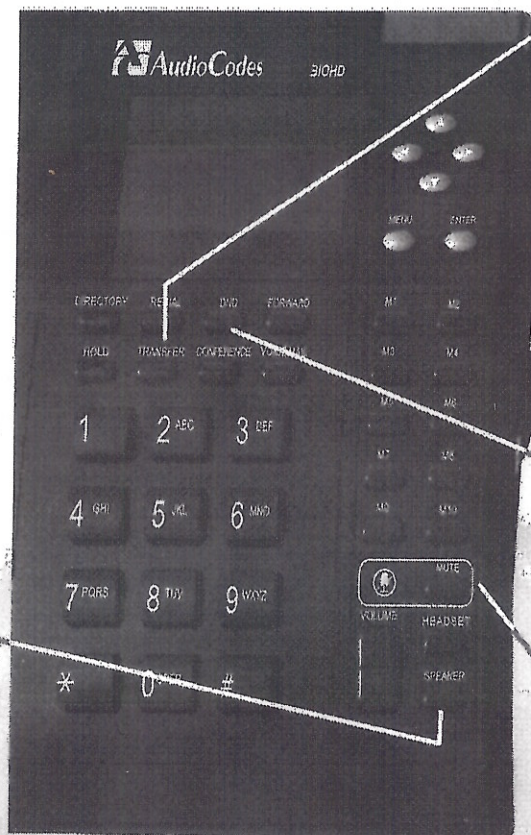 AudioCodes 310HD
MENU ENTER
DIRECTORY REDIAL DND FORWARD M1 M2
HOLD TRANSFER CONFERENCE VOICEMAIL M3 M4
M5 M6
1 2 ABC 3 DEF
M7 M8
4 GHI 5 JKL 6 MNO M9 M10
MUTE
7 PQRS 8 TUV 9 WXYZ
VOLUME HEADSET
SPEAKER
* 0 OPER #